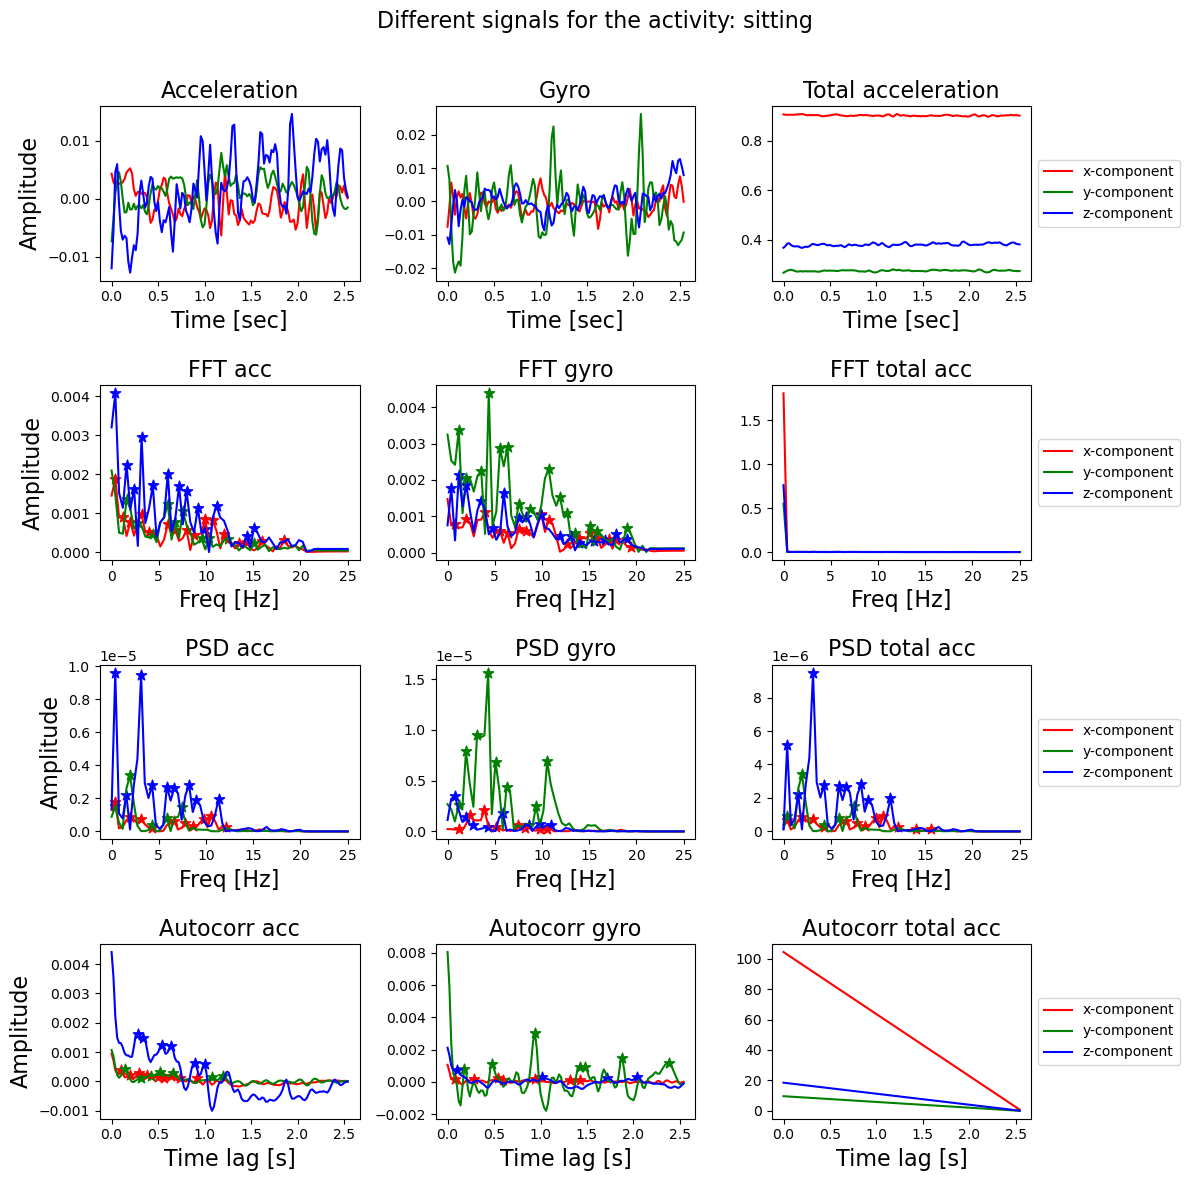 Different signals for the activity: sitting
Acceleration
Gyro
Total acceleration
Amplitude
0.01
0.00
−0.01
0.02
0.01
0.00
−0.01
−0.02
0.8
0.6
0.4
x-component
y-component
z-component
0.0 0.5 1.0 1.5 2.0 2.5
0.0 0.5 1.0 1.5 2.0 2.5
0.0 0.5 1.0 1.5 2.0 2.5
Time [sec]
Time [sec]
Time [sec]
FFT acc
FFT gyro
FFT total acc
Amplitude
0.004
0.003
0.002
0.001
0.000
0.004
0.003
0.002
0.001
0.000
1.5
1.0
0.5
0.0
x-component
y-component
z-component
0 5 10 15 20 25
0 5 10 15 20 25
0 5 10 15 20 25
Freq [Hz]
Freq [Hz]
Freq [Hz]
PSD acc
PSD gyro
PSD total acc
Amplitude
1e−5
1.0
0.8
0.6
0.4
0.2
0.0
1e−5
1.5
1.0
0.5
0.0
1e−6
8
6
4
2
0
x-component
y-component
z-component
0 5 10 15 20 25
0 5 10 15 20 25
0 5 10 15 20 25
Freq [Hz]
Freq [Hz]
Freq [Hz]
Autocorr acc
Autocorr gyro
Autocorr total acc
Amplitude
0.004
0.003
0.002
0.001
0.000
−0.001
0.008
0.006
0.004
0.002
0.000
−0.002
100
80
60
40
20
0
x-component
y-component
z-component
0.0 0.5 1.0 1.5 2.0 2.5
0.0 0.5 1.0 1.5 2.0 2.5
0.0 0.5 1.0 1.5 2.0 2.5
Time lag [s]
Time lag [s]
Time lag [s]